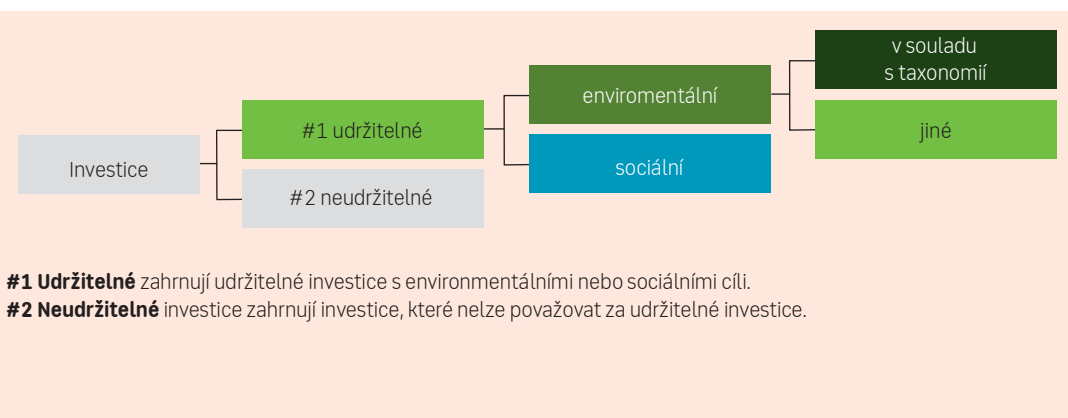 v souladu
s taxonomií
enviromentální
#1 udržitelné
jiné
Investice
sociální
#2 neudržitelné
#1 Udržitelné zahrnují udržitelné investice s environmentálními nebo sociálními cíli.
#2 Neudržitelné investice zahrnují investice, které nelze považovat za udržitelné investice.